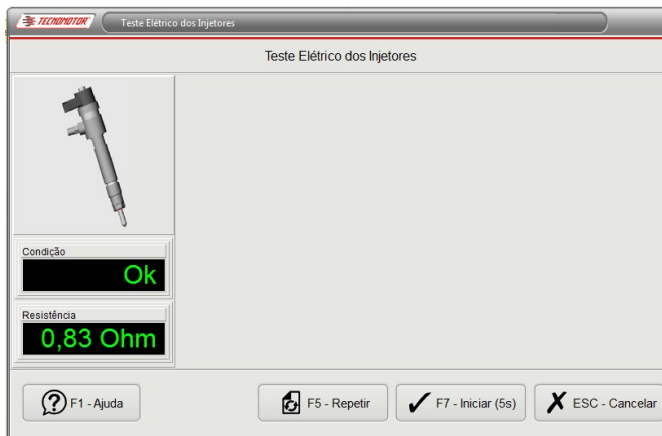 TECNOMOTOR
Teste Elétrico dos Injetores
Teste Elétrico dos Injetores
Condição
Ok
Resistência
0,83 Ohm
F1 - Ajuda
F5 - Repetir
F7 - Iniciar (5s)
ESC - Cancelar